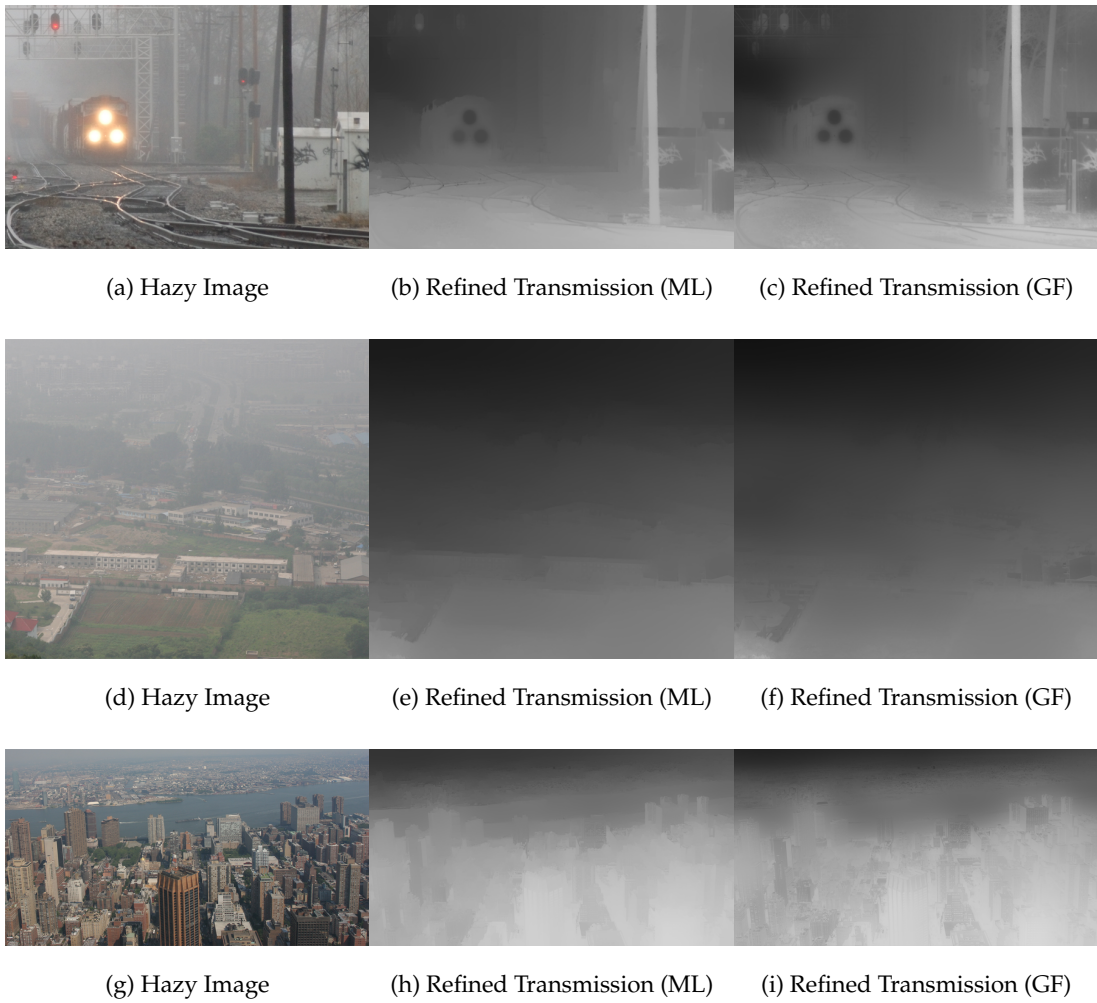 (a) Hazy Image
(b) Refined Transmission (ML)
(c) Refined Transmission (GF)
(d) Hazy Image
(e) Refined Transmission (ML)
(f) Refined Transmission (GF)
(g) Hazy Image
(h) Refined Transmission (ML)
(i) Refined Transmission (GF)